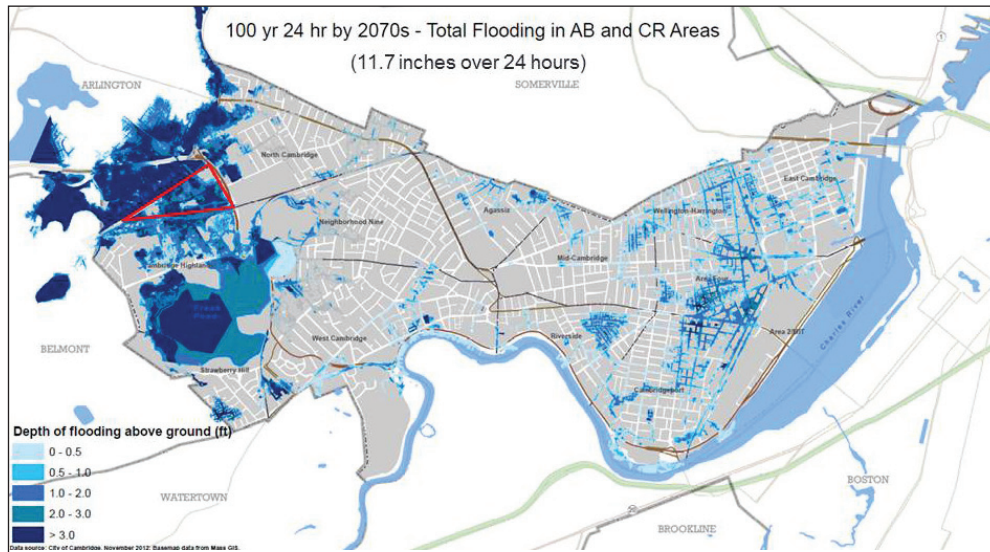 100 yr 24 hr by 2070s - Total Flooding in AB and CR Areas
(11.7 inches over 24 hours)
ARLINGTON
SOMERVILLE
1
North Cambridge
East Cambridge
Neighborhood Nine
Agassiz
Wellington-Harrington
Mid-Cambridge
Cambridge Highlands
Area Four
Fresh Pond
Area 2/MIT
Charles River
BELMONT
West Cambridge
Riverside
Strawberry Hill
Cambridgeport
Depth of flooding above ground (ft)
0 - 0.5
0.5 - 1.0
1.0 - 2.0
2.0 - 3.0
> 3.0
WATERTOWN
BOSTON
20
BROOKLINE
Data source: City of Cambridge, November 2012; Basemap data from Mass GIS.